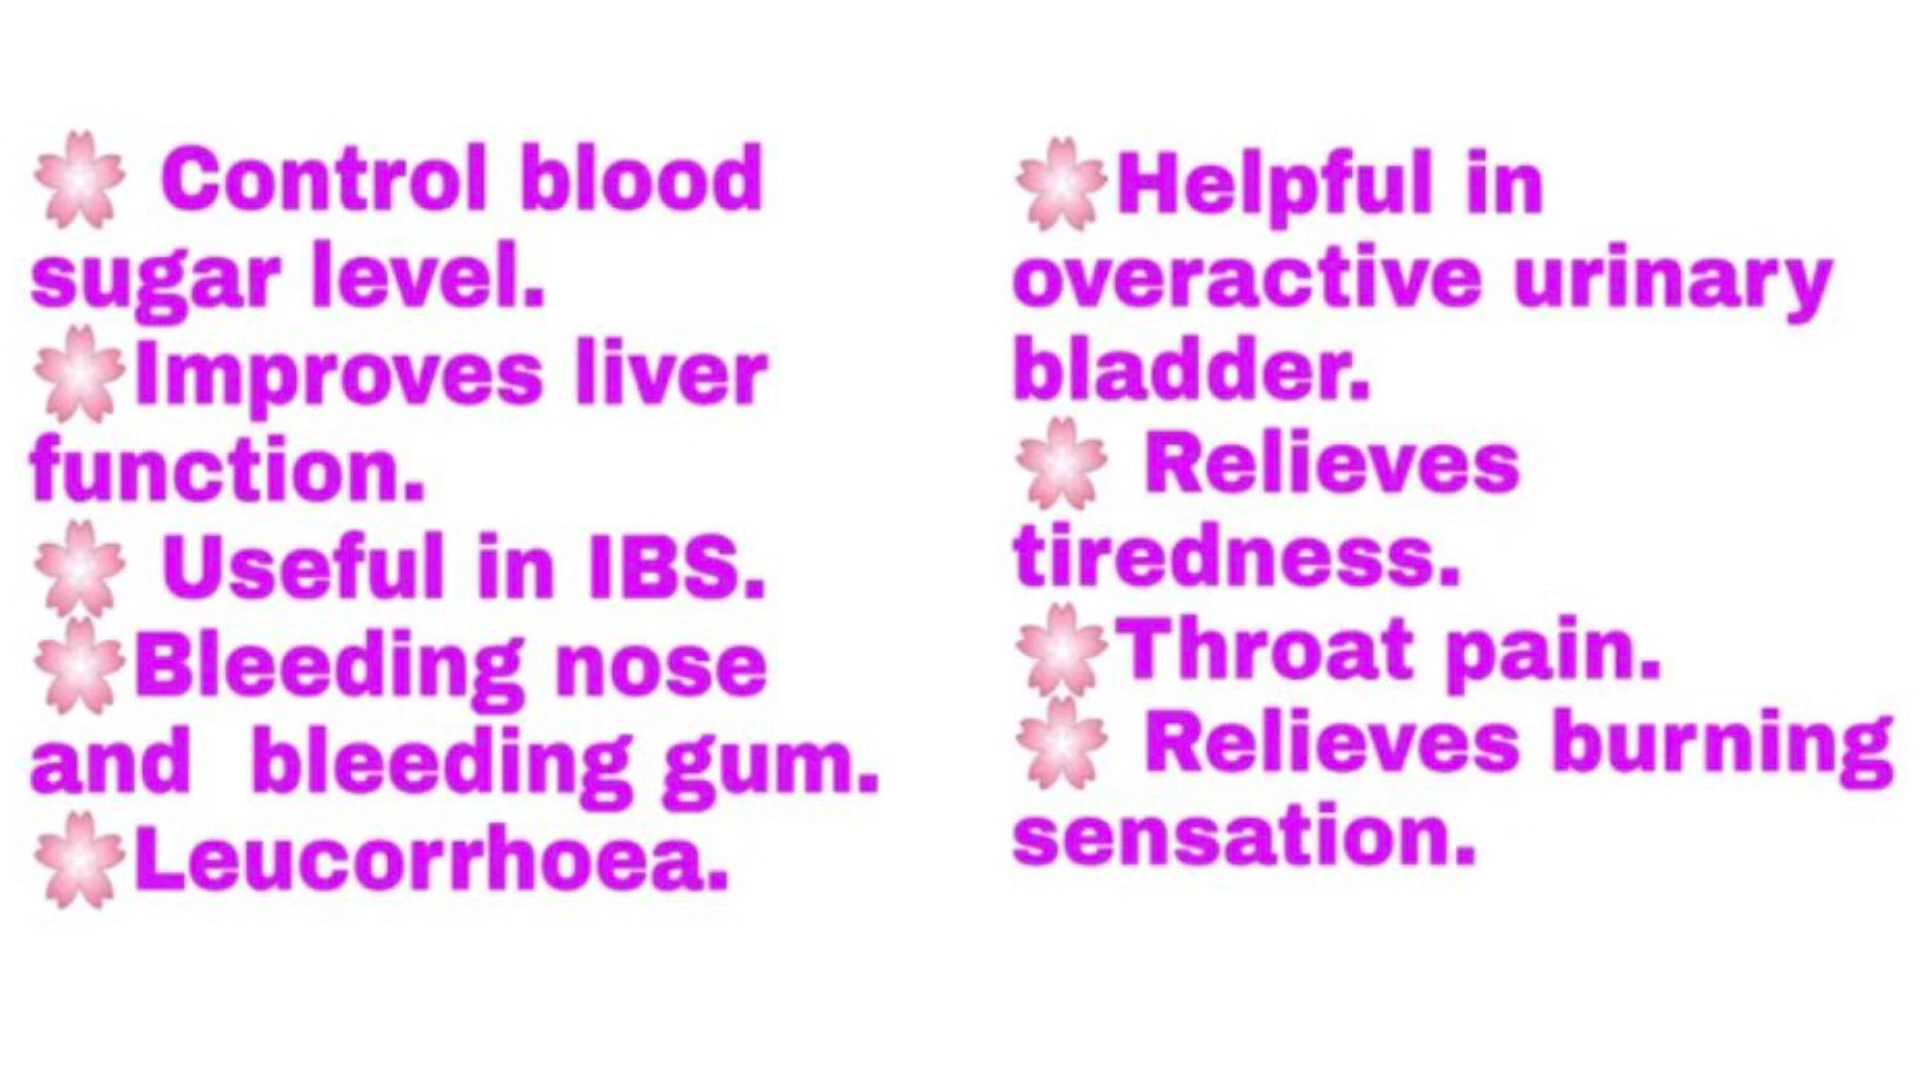 🌸 Control blood
sugar level.
🌸Improves liver
function.
🌸 Useful in IBS.
🌸Bleeding nose
and  bleeding gum.
🌸Leucorrhoea.
🌸Helpful in
overactive urinary
bladder.
🌸 Relieves
tiredness.
🌸Throat pain.
🌸 Relieves burning
sensation.